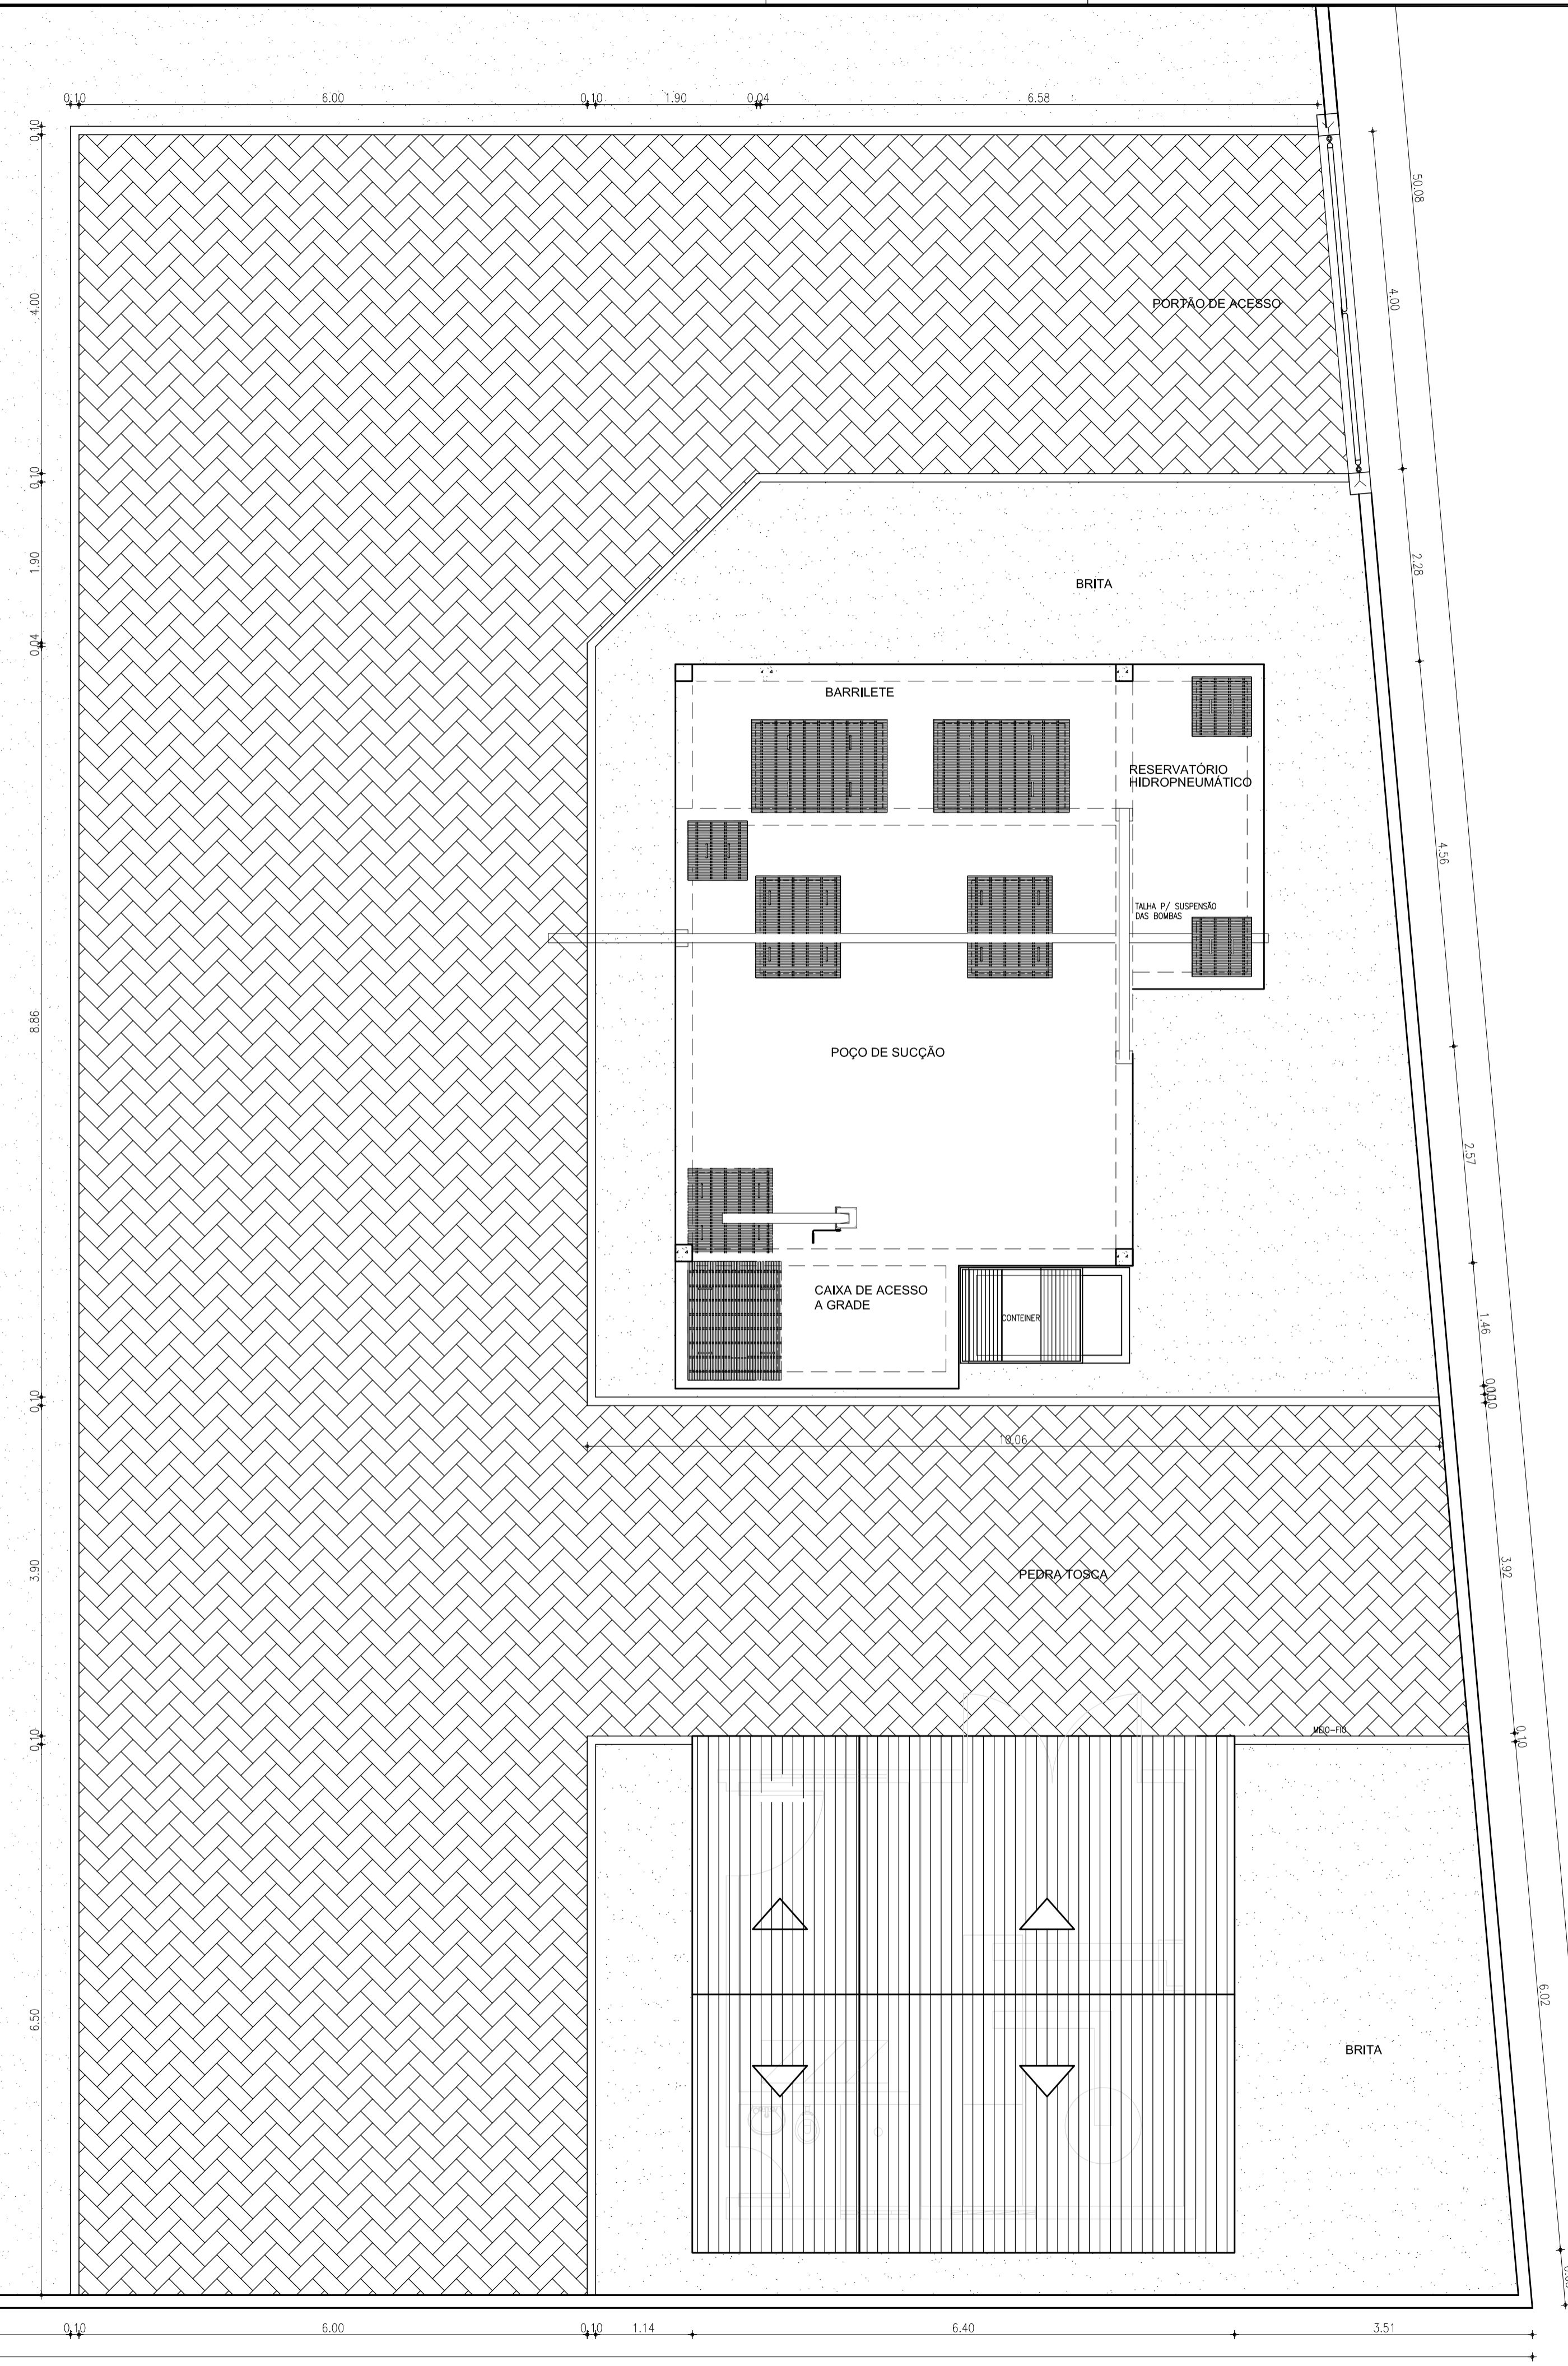 0.10
6.00
0.10
1.90
0.04
6.58
0.10
4.00
0.10
1.90
0.04
8.86
0.10
3.90
0.10
6.50
PORTÃO DE ACESSO
50.08
4.00
2.28
BRITA
BARRILETE
RESERVATÓRIO
HIDROPNEUMÁTICO
4.56
TALHA P/ SUSPENSÃO
DAS BOMBAS
POÇO DE SUCÇÃO
2.57
CAIXA DE ACESSO
A GRADE
CONTEINER
1.46
10.06
PEDRA TOSCA
3.92
MEIO-FIO
0.10
6.02
BRITA
0.10
6.00
0.10
1.14
6.40
3.51